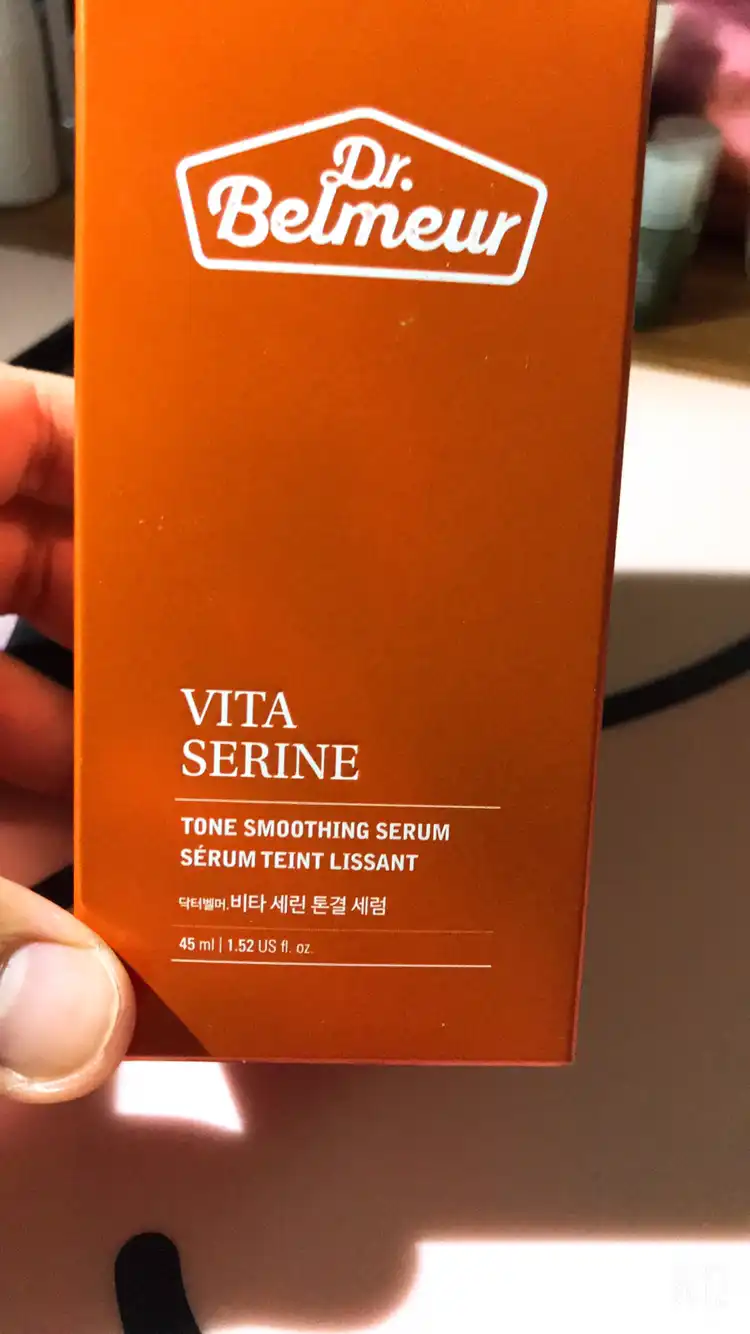 Dr.
Belmeur
VITA
SERINE
TONE SMOOTHING SERUM
SÉRUM TEINT LISSANT
닥터벨머.비타 세린 톤결 세럼
45 ml | 1.52 US fl. oz.